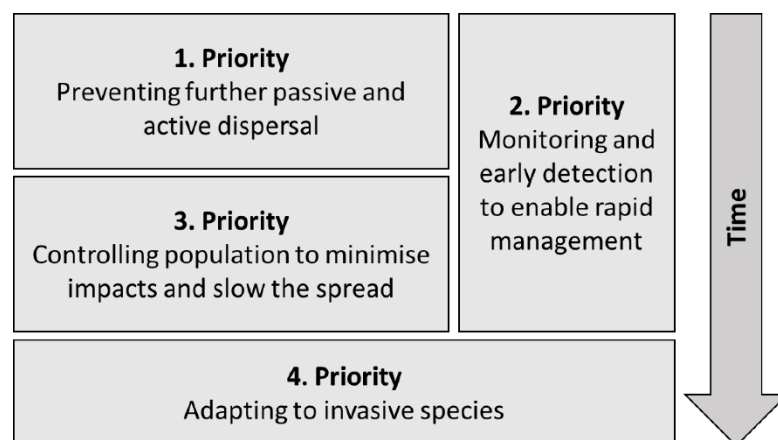 1. Priority
Preventing further passive and
active dispersal
2. Priority
Monitoring and
early detection
to enable rapid
management
3. Priority
Controlling population to minimise
impacts and slow the spread
4. Priority
Adapting to invasive species
Time